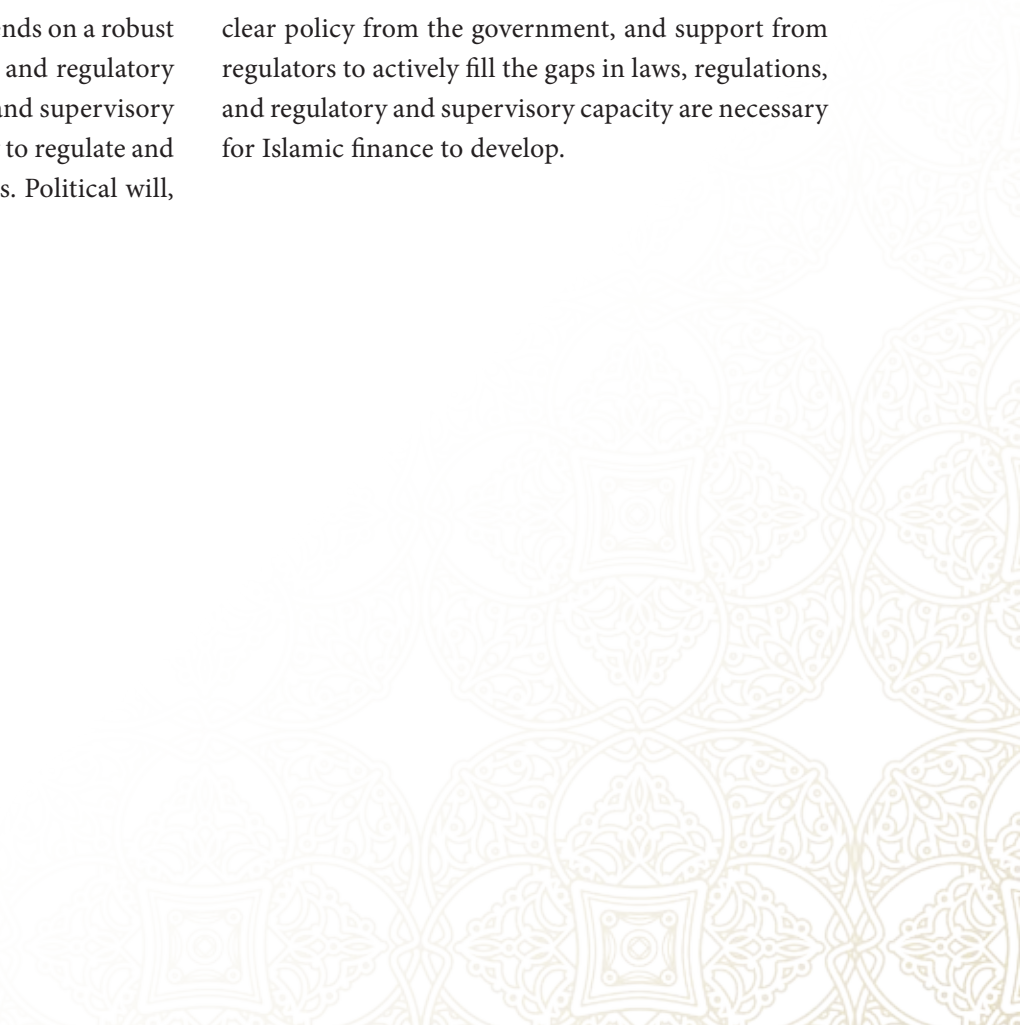 ends on a robust
and regulatory
and supervisory
to regulate and
s. Political will,
clear policy from the government, and support from
regulators to actively fill the gaps in laws, regulations,
and regulatory and supervisory capacity are necessary
for Islamic finance to develop.